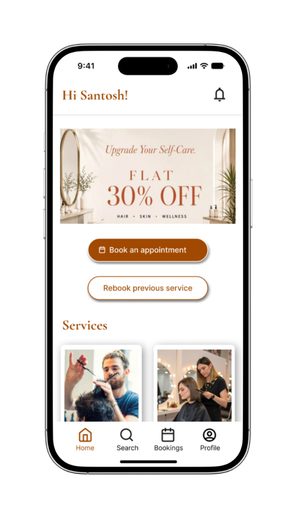 9:41
Hi Santosh!
Upgrade Your Self-Care.
FLAT
30% OFF
HAIR • SKIN • WELLNESS
Book an appointment
Rebook previous service
Services
Home Search Bookings Profile